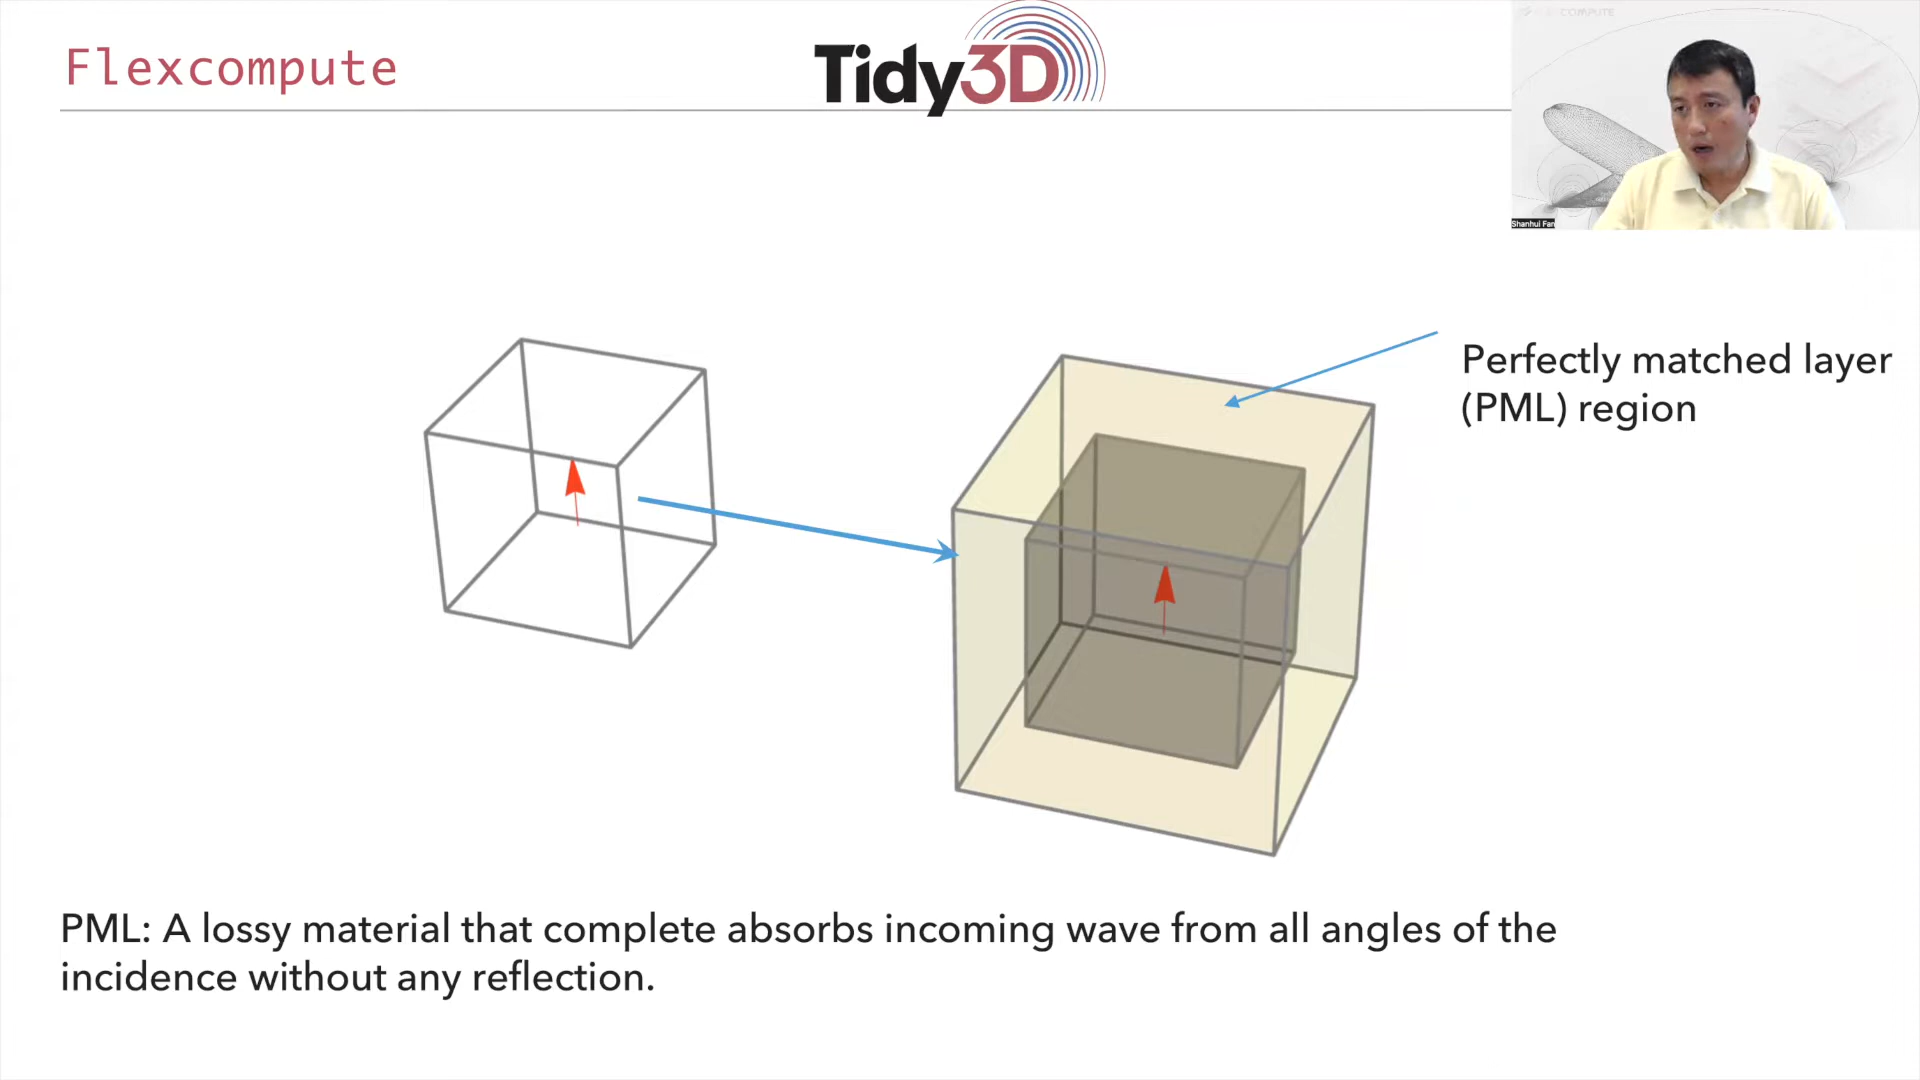 Flexcompute
Tidy3D
FLEXCOMPUTE
Shanhui Fan
Perfectly matched layer
(PML) region
PML: A lossy material that complete absorbs incoming wave from all angles of the
incidence without any reflection.